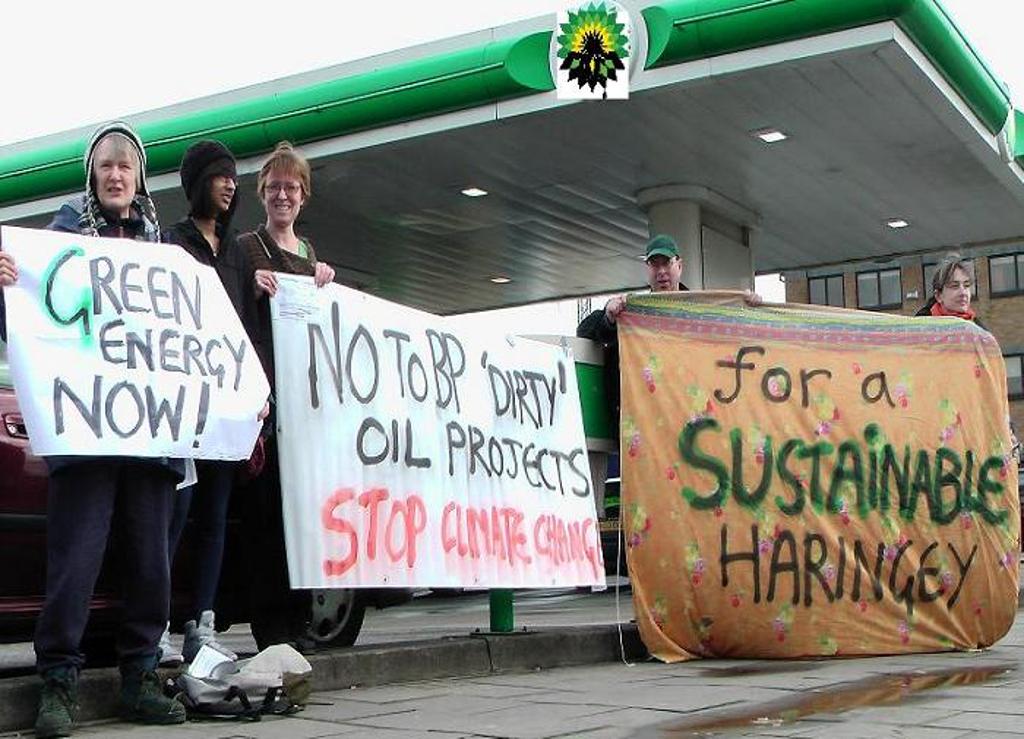 GREEN
ENERGY
NOW!
NO TO BP 'DIRTY'
OIL PROJECTS
STOP CLIMATE CHANGE
for a
SUSTAiNABLE
HARINGEY